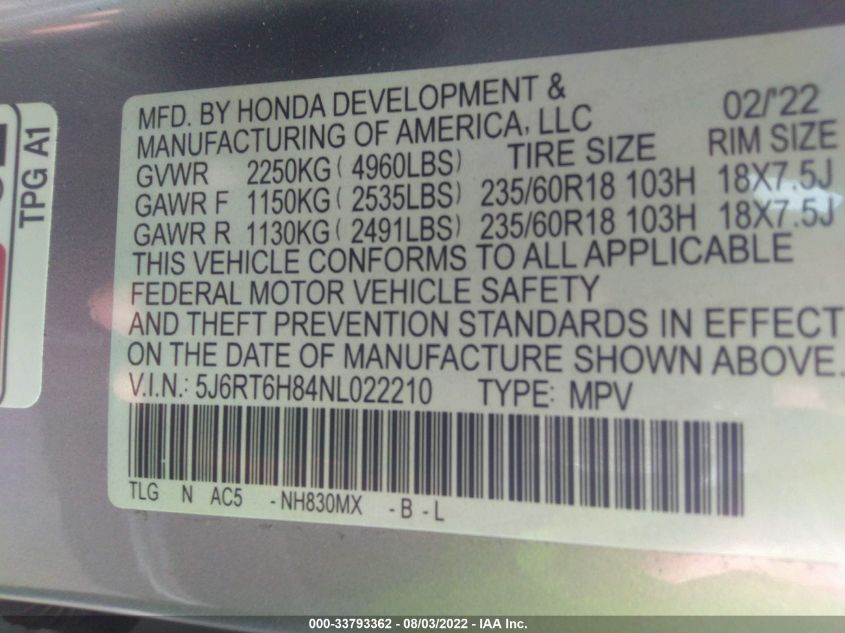 TPG A1
MFD. BY HONDA DEVELOPMENT & 02/'22
MANUFACTURING OF AMERICA, LLC
TIRE SIZE RIM SIZE
GVWR 2250KG ( 4960LBS)
GAWR F 1150KG ( 2535LBS) 235/60R18 103H 18X7.5J
GAWR R 1130KG ( 2491LBS) 235/60R18 103H 18X7.5J
THIS VEHICLE CONFORMS TO ALL APPLICABLE
FEDERAL MOTOR VEHICLE SAFETY
AND THEFT PREVENTION STANDARDS IN EFFECT
ON THE DATE OF MANUFACTURE SHOWN ABOVE.
V.I.N.: 5J6RT6H84NL022210 TYPE: MPV
TLG N AC5 -NH830MX -B - L
000-33793362 - 08/03/2022 - IAA Inc.